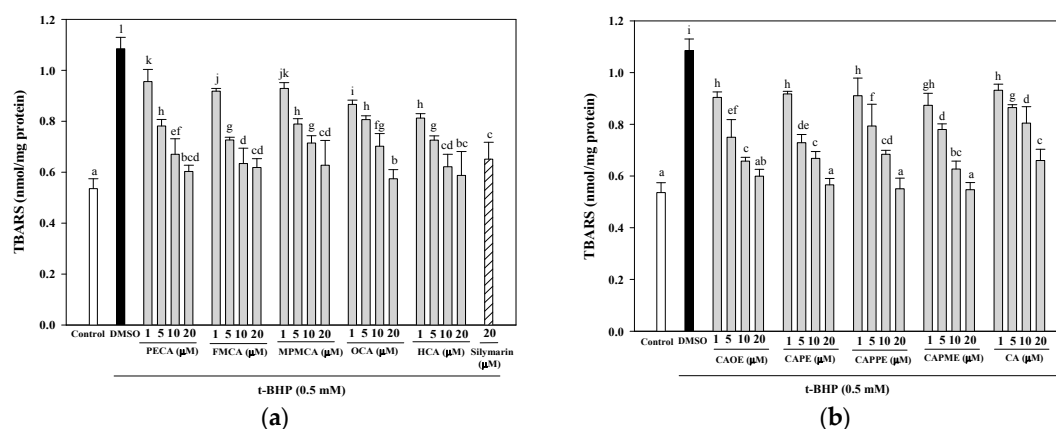 1.2
l
1.0
k
j
jk
i
h
0.8
h
g
h
h
g
ef
d
g
fg
cd
c
0.6
a
bcd
d
cd
b
bc
0.4
0.2
0.0
TBARS (nmol/mg protein)
Control DMSO 1 5 10 20 1 5 10 20 1 5 10 20 1 5 10 20 1 5 10 20 20
PECA (μM) FMCA (μM) MPMCA (μM) OCA (μM) HCA (μM) Silymarin (μM)
t-BHP (0.5 mM)
(a)
1.2
i
1.0
h
h
h
gh
h
0.8
ef
de
f
g
g
d
c
c
cd
b
c
0.6
a
ab
a
a
a
0.4
0.2
0.0
TBARS (nmol/mg protein)
Control DMSO 1 5 10 20 1 5 10 20 1 5 10 20 1 5 10 20 1 5 10 20
CAOE (μM) CAPE (μM) CAPPE (μM) CAPME (μM) CA (μM)
t-BHP (0.5 mM)
(b)